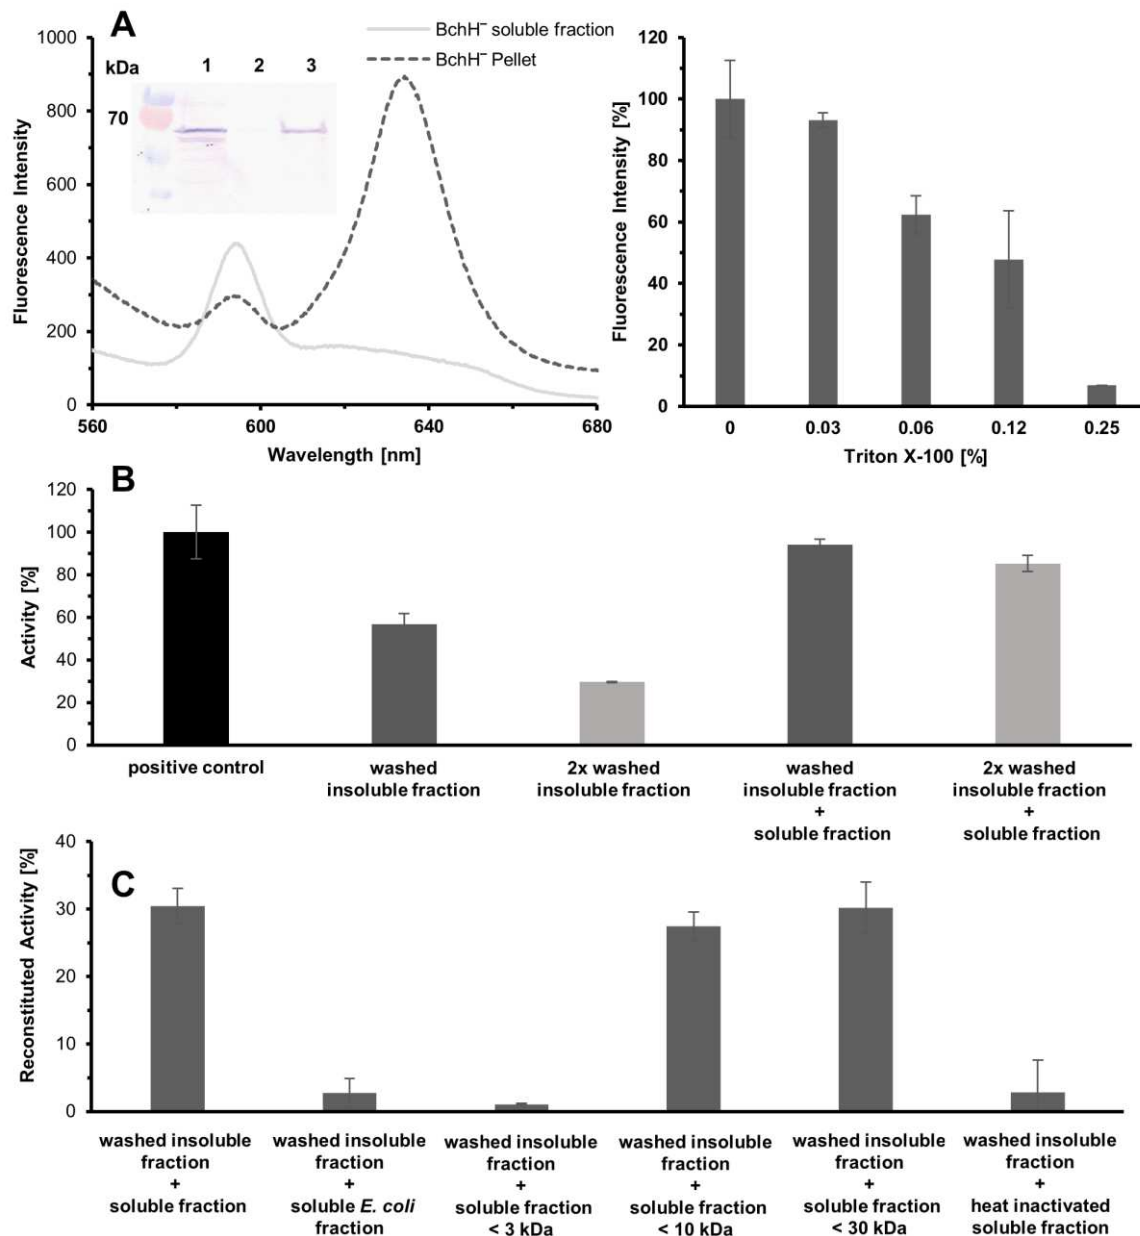 A
BchH⁻ soluble fraction
BchH⁻ Pellet
kDa 1 2 3
70
1000
800
600
400
200
0
Fluorescence Intensity
560 600 640 680
Wavelength [nm]
120
100
80
60
40
20
0
Fluorescence Intensity [%]
0 0.03 0.06 0.12 0.25
Triton X-100 [%]
B
120
100
80
60
40
20
0
Activity [%]
positive control
washed
insoluble fraction
2x washed
insoluble fraction
washed
insoluble fraction
+
soluble fraction
2x washed
insoluble fraction
+
soluble fraction
C
40
30
20
10
0
Reconstituted Activity [%]
washed insoluble
fraction
+
soluble fraction
washed insoluble
fraction
+
soluble E. coli
fraction
washed insoluble
fraction
+
soluble fraction
< 3 kDa
washed insoluble
fraction
+
soluble fraction
< 10 kDa
washed insoluble
fraction
+
soluble fraction
< 30 kDa
washed insoluble
fraction
+
heat inactivated
soluble fraction